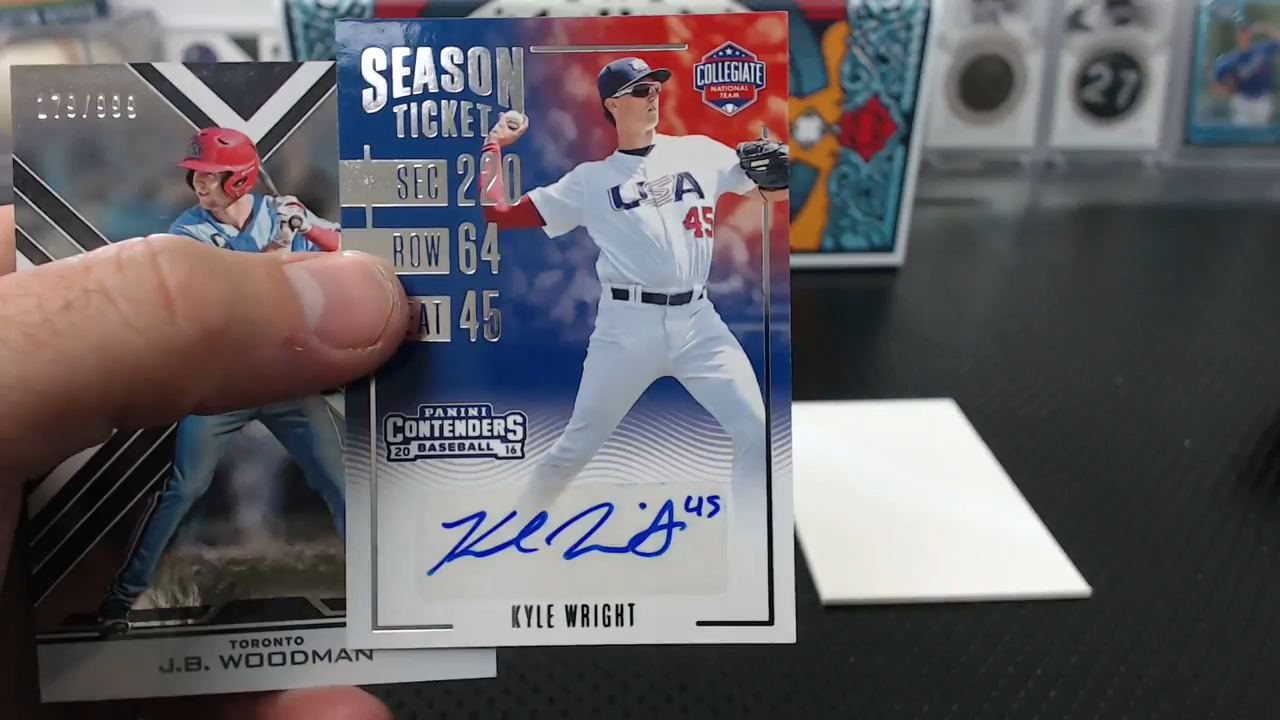 179/999
SEASON
TICKET
SEC 220
ROW 64
AT 45
COLLEGIATE
NATIONAL
TEAM
USA
45
PANINI
CONTENDERS
20 BASEBALL 16
45
KYLE WRIGHT
TORONTO
J.B. WOODMAN
27